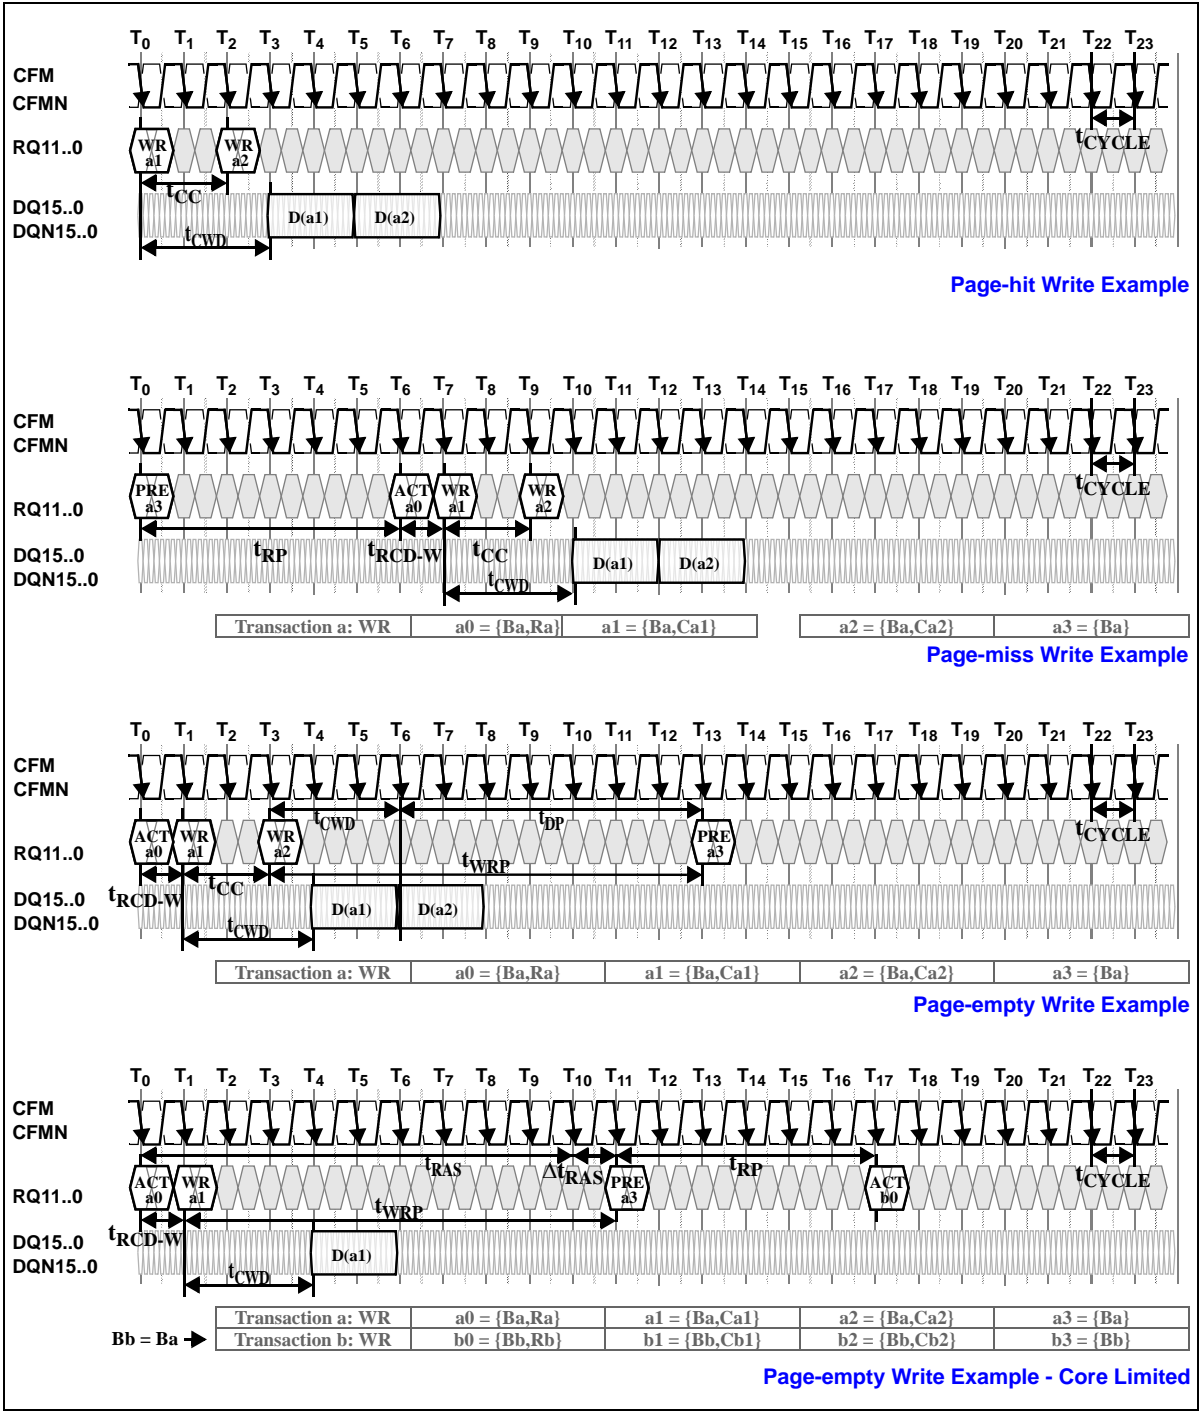 T0 T1 T2 T3 T4 T5 T6 T7 T8 T9 T10 T11 T12 T13 T14 T15 T16 T17 T18 T19 T20 T21 T22 T23
CFM
CFMN
RQ11..0 WR a1 WR a2 tCYCLE
tCC
DQ15..0
DQN15..0 D(a1) D(a2)
tCWD
Page-hit Write Example
T0 T1 T2 T3 T4 T5 T6 T7 T8 T9 T10 T11 T12 T13 T14 T15 T16 T17 T18 T19 T20 T21 T22 T23
CFM
CFMN
RQ11..0 PRE a3 ACT a0 WR a1 WR a2 tCYCLE
tRP tRCD-W tCC
DQ15..0
DQN15..0 D(a1) D(a2)
tCWD
Transaction a: WR a0 = {Ba,Ra} a1 = {Ba,Ca1} a2 = {Ba,Ca2} a3 = {Ba}
Page-miss Write Example
T0 T1 T2 T3 T4 T5 T6 T7 T8 T9 T10 T11 T12 T13 T14 T15 T16 T17 T18 T19 T20 T21 T22 T23
CFM
CFMN
tCWD tDP
RQ11..0 ACT a0 WR a1 WR a2 PRE a3 tCYCLE
tRCD-W tCC tWRP
DQ15..0
DQN15..0 D(a1) D(a2)
tCWD
Transaction a: WR a0 = {Ba,Ra} a1 = {Ba,Ca1} a2 = {Ba,Ca2} a3 = {Ba}
Page-empty Write Example
T0 T1 T2 T3 T4 T5 T6 T7 T8 T9 T10 T11 T12 T13 T14 T15 T16 T17 T18 T19 T20 T21 T22 T23
CFM
CFMN
tRAS ΔtRAS tRP tCYCLE
RQ11..0 ACT a0 WR a1 PRE a3 ACT b0
tRCD-W tWRP
DQ15..0
DQN15..0 D(a1)
tCWD
Transaction a: WR a0 = {Ba,Ra} a1 = {Ba,Ca1} a2 = {Ba,Ca2} a3 = {Ba}
Bb = Ba Transaction b: WR b0 = {Bb,Rb} b1 = {Bb,Cb1} b2 = {Bb,Cb2} b3 = {Bb}
Page-empty Write Example - Core Limited